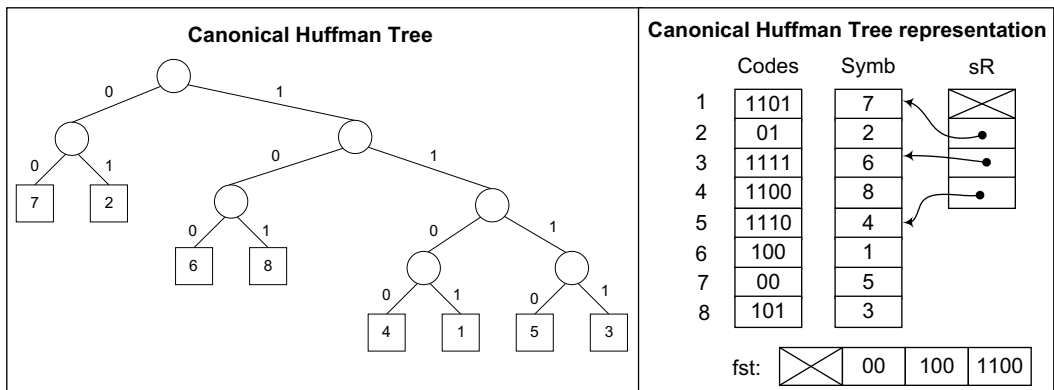 Canonical Huffman Tree
0 1
0 1 0 1
7 2
0 1 0 1
6 8
0 1 0 1
4 1 5 3
Canonical Huffman Tree representation
Codes Symb sR
1 1101 7
2 01 2
3 1111 6
4 1100 8
5 1110 4
6 100 1
7 00 5
8 101 3
fst: 00 100 1100